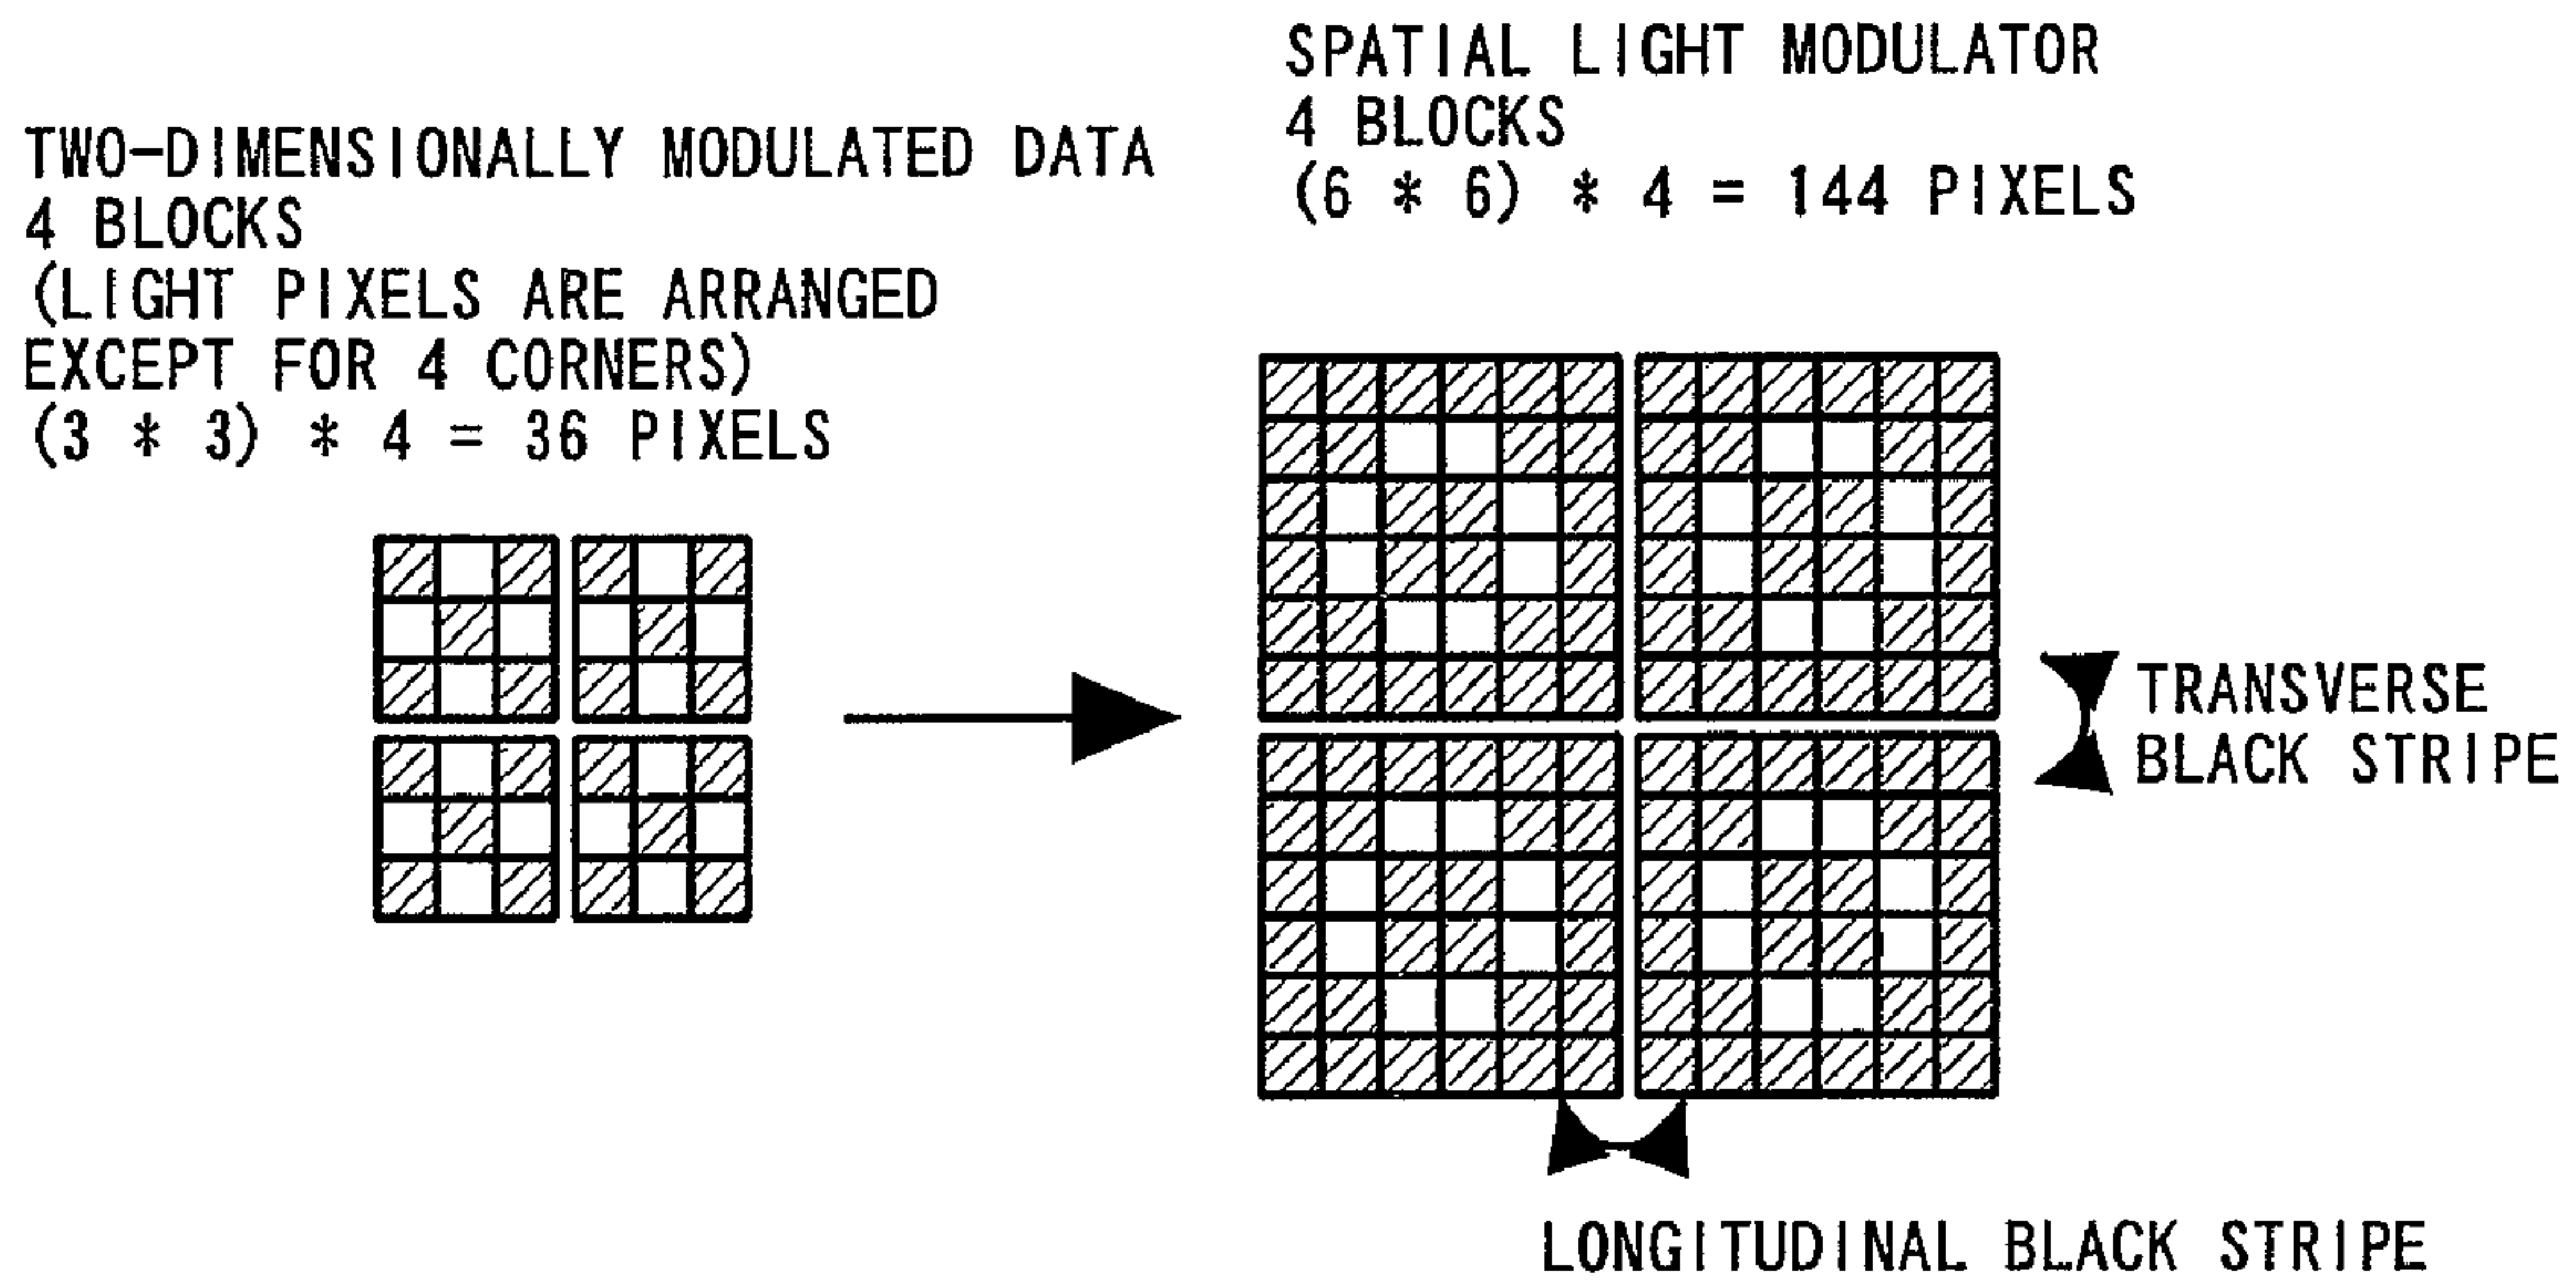 TWO-DIMENSIONALLY MODULATED DATA
4 BLOCKS
(LIGHT PIXELS ARE ARRANGED
EXCEPT FOR 4 CORNERS)
(3 * 3) * 4 = 36 PIXELS
SPATIAL LIGHT MODULATOR
4 BLOCKS
(6 * 6) * 4 = 144 PIXELS
TRANSVERSE
BLACK STRIPE
LONGITUDINAL BLACK STRIPE